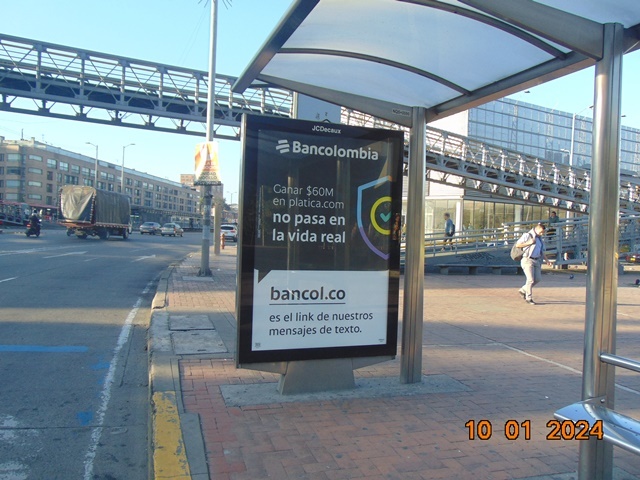 JCDecaux
Bancolombia
Ganar $60M
en platica.com
no pasa en
la vida real
bancol.co
es el link de nuestros
mensajes de texto.
10 01 2024